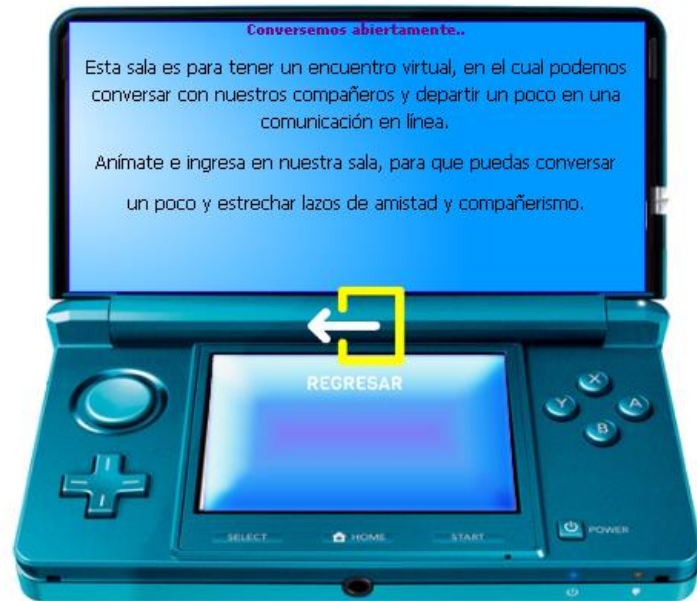 Conversemos abiertamente..
Esta sala es para tener un encuentro virtual, en el cual podemos
conversar con nuestros compañeros y departir un poco en una
comunicación en línea.
Anímate e ingresa en nuestra sala, para que puedas conversar
un poco y estrechar lazos de amistad y compañerismo.
REGRESAR
X
Y A
B
SELECT HOME START
POWER